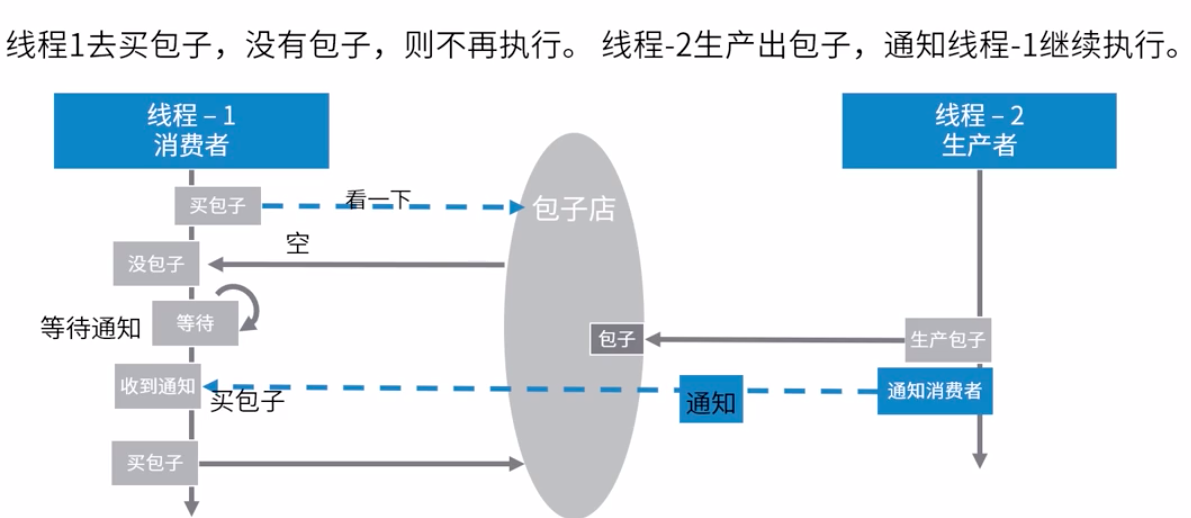 线程1去买包子，没有包子，则不再执行。 线程-2生产出包子，通知线程-1继续执行。
线程 – 1
消费者
线程 – 2
生产者
买包子
看一下
包子店
空
没包子
等待通知
等待
包子
生产包子
收到通知
买包子
通知
通知消费者
买包子